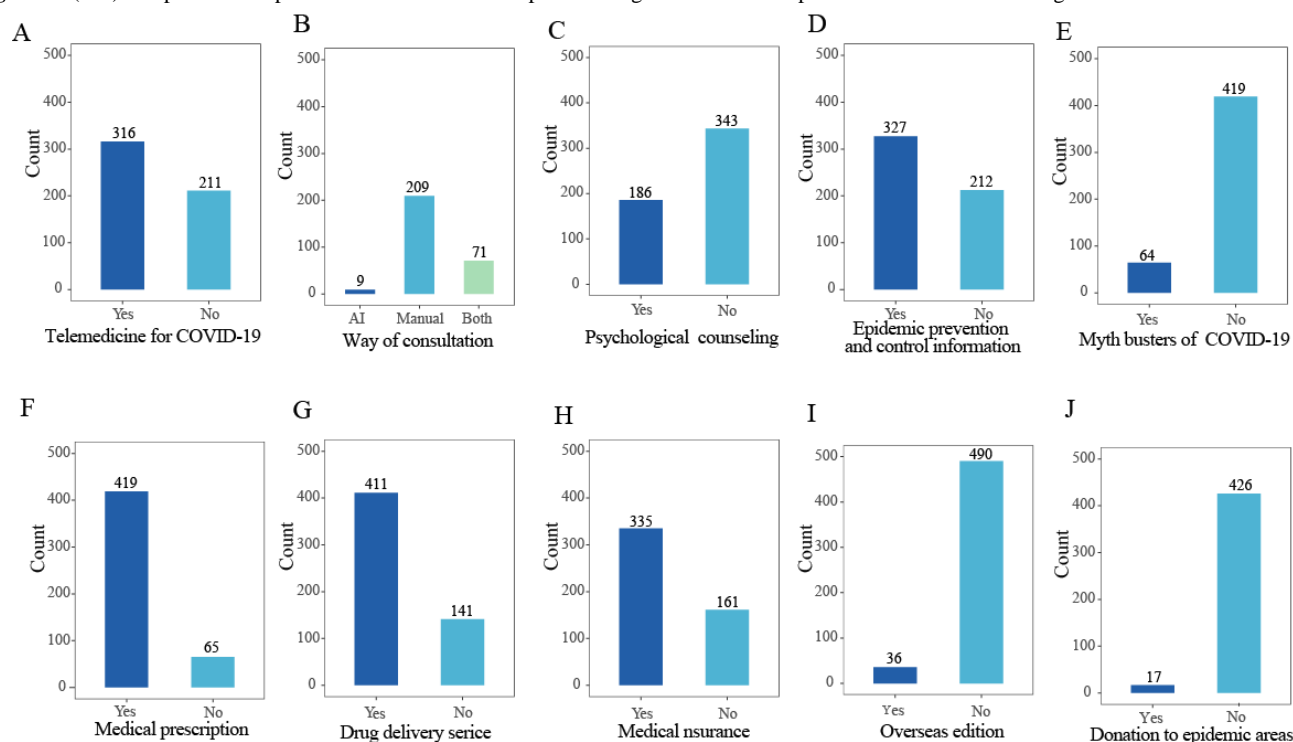 A
500
400
300
200
100
0
Count
316
211
Yes No
Telemedicine for COVID-19
B
500
400
300
200
100
0
Count
9
209
71
AI Manual Both
Way of consultation
C
500
400
300
200
100
0
Count
186
343
Yes No
Psychological counseling
D
500
400
300
200
100
0
Count
327
212
Yes No
Epidemic prevention
and control information
E
500
400
300
200
100
0
Count
64
419
Yes No
Myth busters of COVID-19
F
500
400
300
200
100
0
Count
419
65
Yes No
Medical prescription
G
500
400
300
200
100
0
Count
411
141
Yes No
Drug delivery serice
H
500
400
300
200
100
0
Count
335
161
Yes No
Medical nsurance
I
500
400
300
200
100
0
Count
36
490
Yes No
Overseas edition
J
500
400
300
200
100
0
Count
17
426
Yes No
Donation to epidemic areas